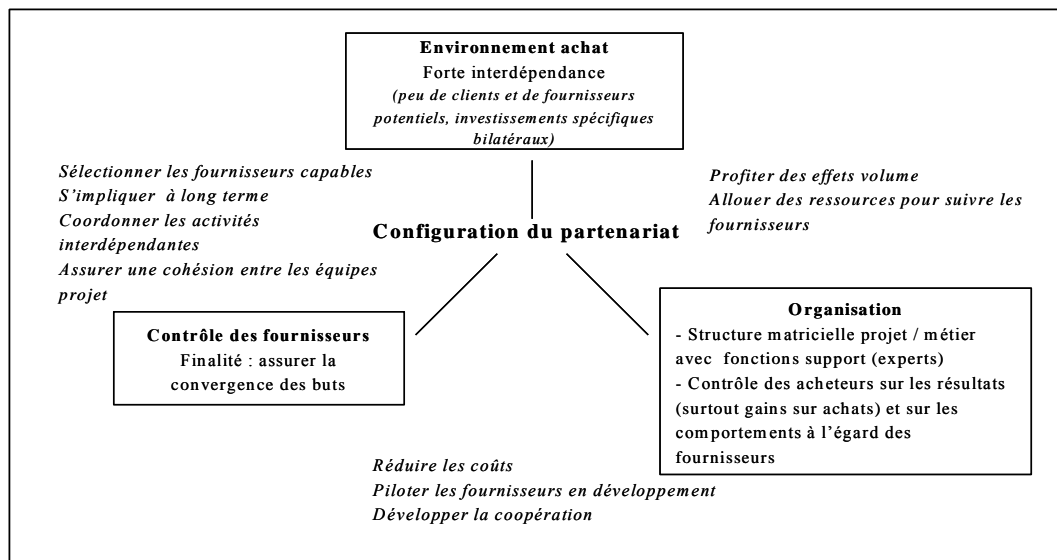 Environnement achat
Forte interdépendance
(peu de clients et de fournisseurs
potentiels, investissements spécifiques
bilatéraux)
Sélectionner les fournisseurs capables
S’impliquer à long terme
Coordonner les activités
interdépendantes
Assurer une cohésion entre les équipes
projet
Profiter des effets volume
Allouer des ressources pour suivre les
fournisseurs
Configuration du partenariat
Contrôle des fournisseurs
Finalité : assurer la
convergence des buts
Organisation
- Structure matricielle projet / métier
avec fonctions support (experts)
- Contrôle des acheteurs sur les résultats
(surtout gains sur achats) et sur les
comportements à l’égard des
fournisseurs
Réduire les coûts
Piloter les fournisseurs en développement
Développer la coopération